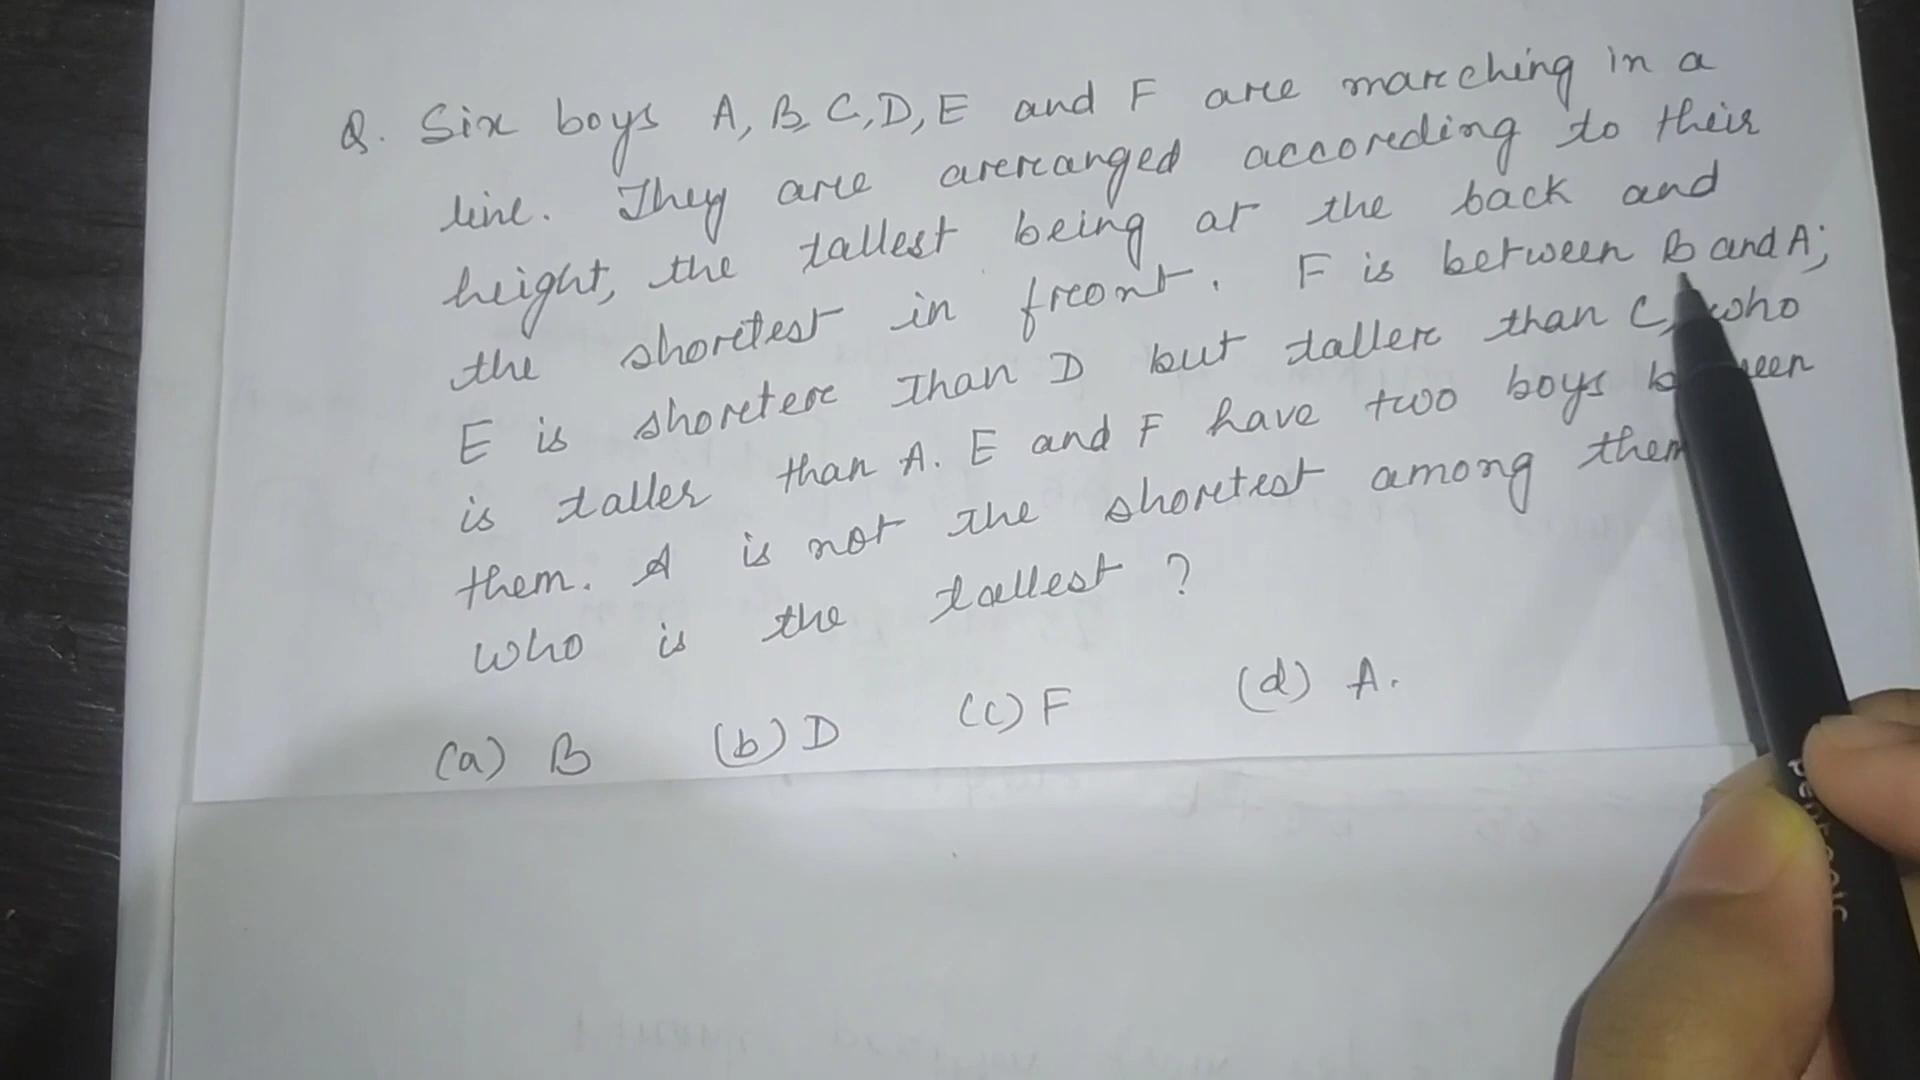 Q. Six boys A, B, C, D, E and F are marching in a
line. They are arranged according to their
height, the tallest being at the back and
the shortest in front. F is between B and A;
E is shorter than D but taller than C, who
is taller than A. E and F have two boys
them. A is not the shortest among them
who is the tallest ?
(a) B (b) D (c) F (d) A.